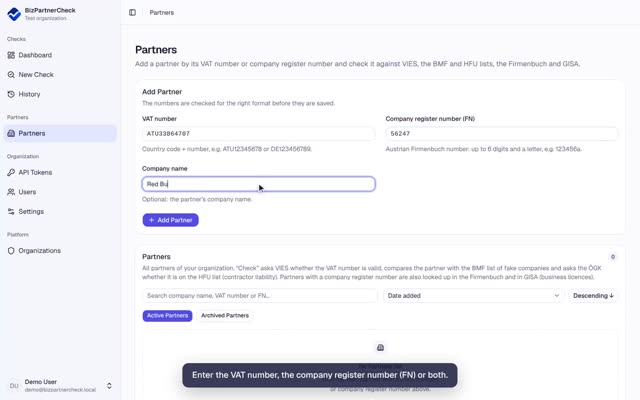 BizPartnerCheck
Test organization.
Partners
Checks
Dashboard
New Check
History
Partners
Partners
Organization
API Tokens
Users
Settings
Platform
Organizations
DU
Demo User
demo@bizpartnercheck.local
Partners
Add a partner by its VAT number or company register number and check it against VIES, the BMF and HFU lists, the Firmenbuch and GISA.
Add Partner
The numbers are checked for the right format before they are saved.
VAT number
Company register number (FN)
ATU33864707
56247
Country code + number, e.g. ATU12345678 or DE123456789.
Austrian Firmenbuch number: up to 6 digits and a letter, e.g. 123456a.
Company name
Red Bu
Optional: the partner's company name.
+ Add Partner
Partners
0
All partners of your organization. "Check" asks VIES whether the VAT number is valid, compares the partner with the BMF list of fake companies and asks the ÖGK
whether it is on the HFU list (contractor liability). Partners with a company register number are also looked up in the Firmenbuch and in GISA (business licences).
Search company name, VAT number or FN...
Date added
Descending ↓
Active Partners
Archived Partners
Enter the VAT number, the company register number (FN) or both.
or company register number above.